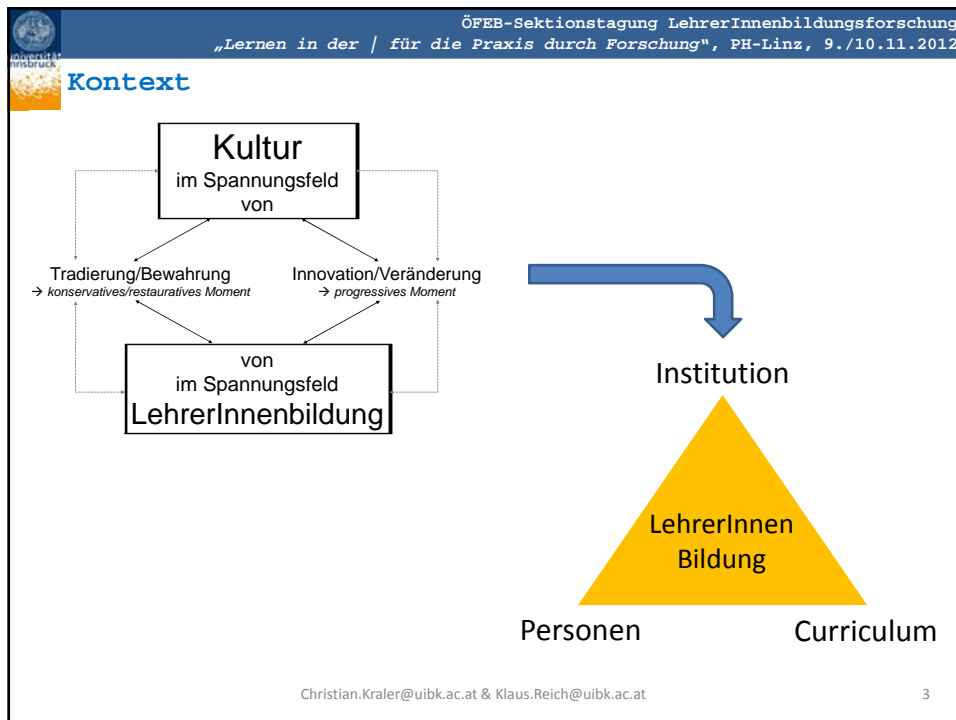 ÖFEB-Sektionstagung LehrerInnenbildungsforschung
„Lernen in der | für die Praxis durch Forschung“, PH-Linz, 9./10.11.2012
universität
innsbruck
Kontext
Kultur
im Spannungsfeld
von
Tradierung/Bewahrung
→ konservatives/restauratives Moment
Innovation/Veränderung
→ progressives Moment
von
im Spannungsfeld
LehrerInnenbildung
Institution
LehrerInnen
Bildung
Personen
Curriculum
Christian.Kraler@uibk.ac.at & Klaus.Reich@uibk.ac.at
3